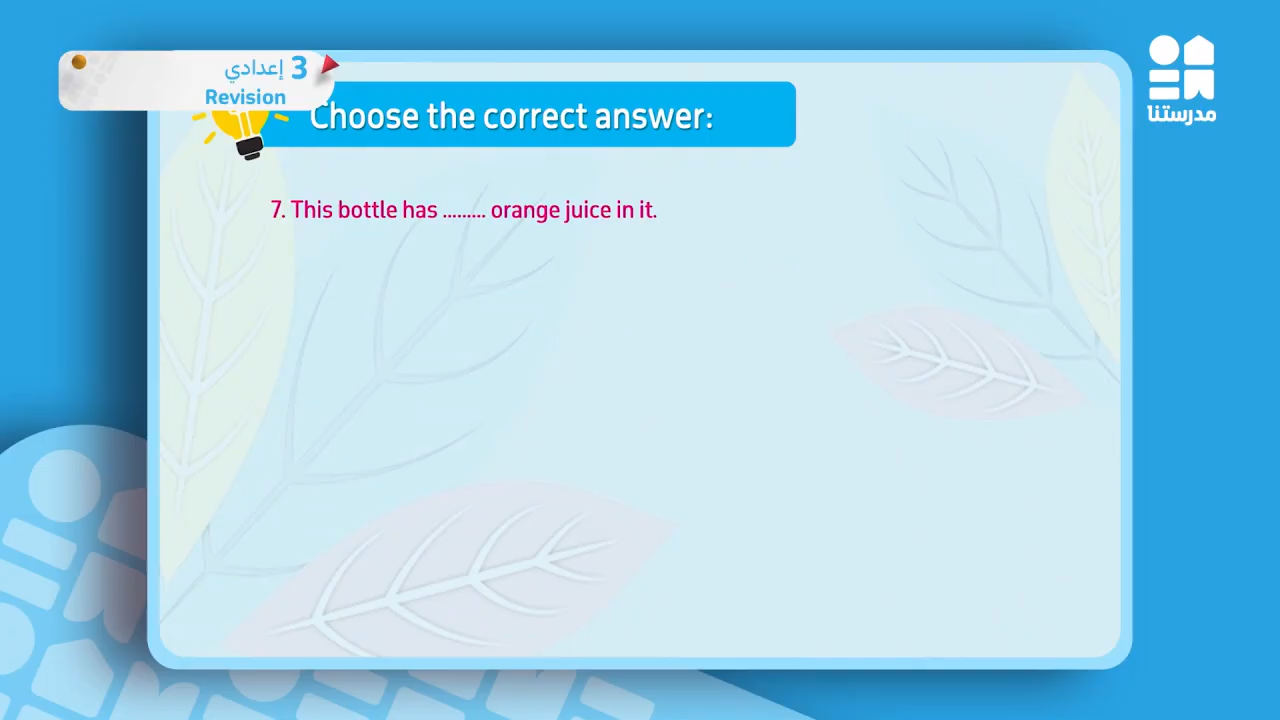 3 إعدادي
Revision
Choose the correct answer:
مدرستنا
7. This bottle has ......... orange juice in it.